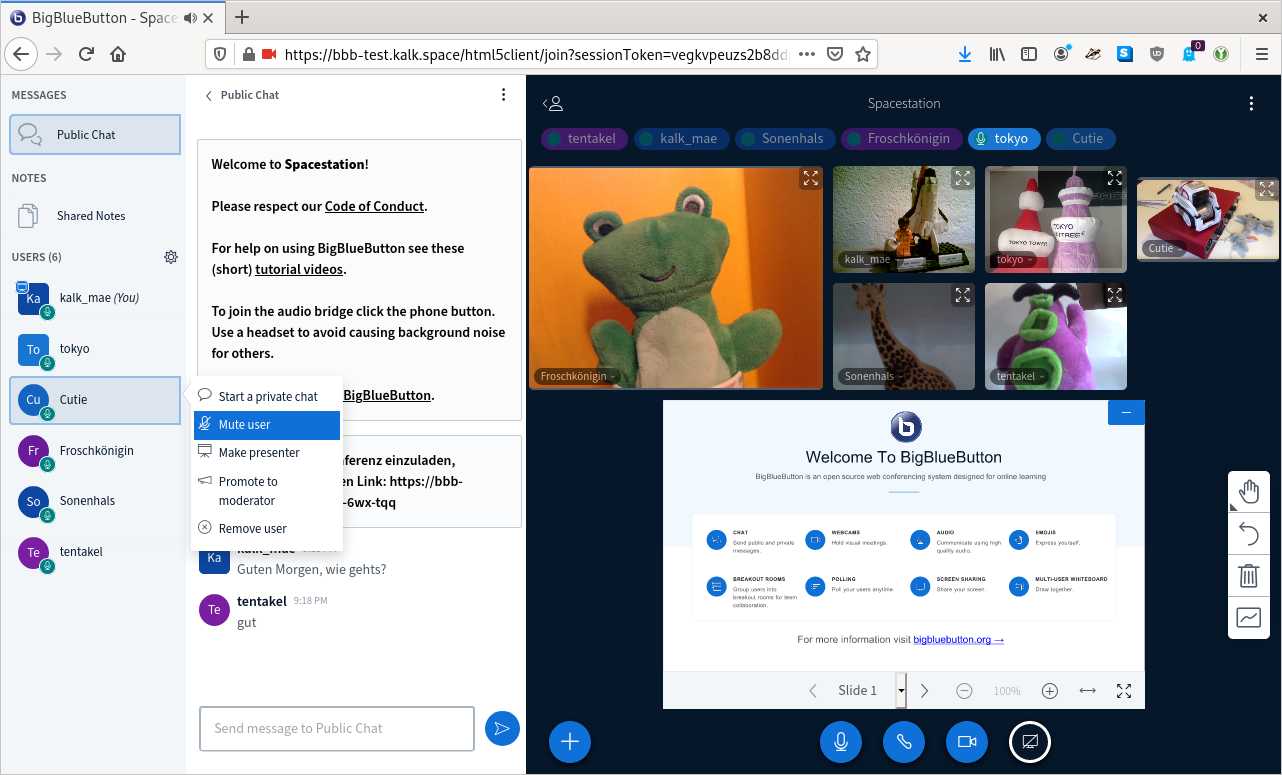 BigBlueButton - Space
https://bbb-test.kalk.space/html5client/join?sessionToken=vegkvpeuzs2b8dd
0
MESSAGES
Public Chat
NOTES
Shared Notes
USERS (6)
Ka
kalk_mae (You)
To
tokyo
Cu
Cutie
Fr
Froschkönigin
So
Sonenhals
Te
tentakel
Public Chat
Welcome to Spacestation!
Please respect our Code of Conduct.
For help on using BigBlueButton see these
(short) tutorial videos.
To join the audio bridge click the phone button.
Use a headset to avoid causing background noise
for others.
BigBlueButton.
einzuladen,
en Link: https://bbb-
-6wx-tqq
Start a private chat
Mute user
Make presenter
Promote to
moderator
Remove user
Ka
kalk_mae
Guten Morgen, wie gehts?
Te
tentakel 9:18 PM
gut
Send message to Public Chat
Spacestation
tentakel
kalk_mae
Sonenhals
Froschkönigin
tokyo
Cutie
Froschkönigin
kalk_mae
TOKYO TOWER
TOKYO
tokyo
Cutie
Sonenhals
tentakel
b
Welcome To BigBlueButton
BigBlueButton is an open source web conferencing system designed for online learning
CHAT
Send public and private
messages.
WEBCAMS
Hold visual meetings.
AUDIO
Communicate using high
quality audio.
EMOJIS
Express yourself.
BREAKOUT ROOMS
Group users into
breakout rooms for team
collaboration.
POLLING
Poll your users anytime.
SCREEN SHARING
Share your screen.
MULTI-USER WHITEBOARD
Draw together.
For more information visit bigbluebutton.org →
Slide 1
100%